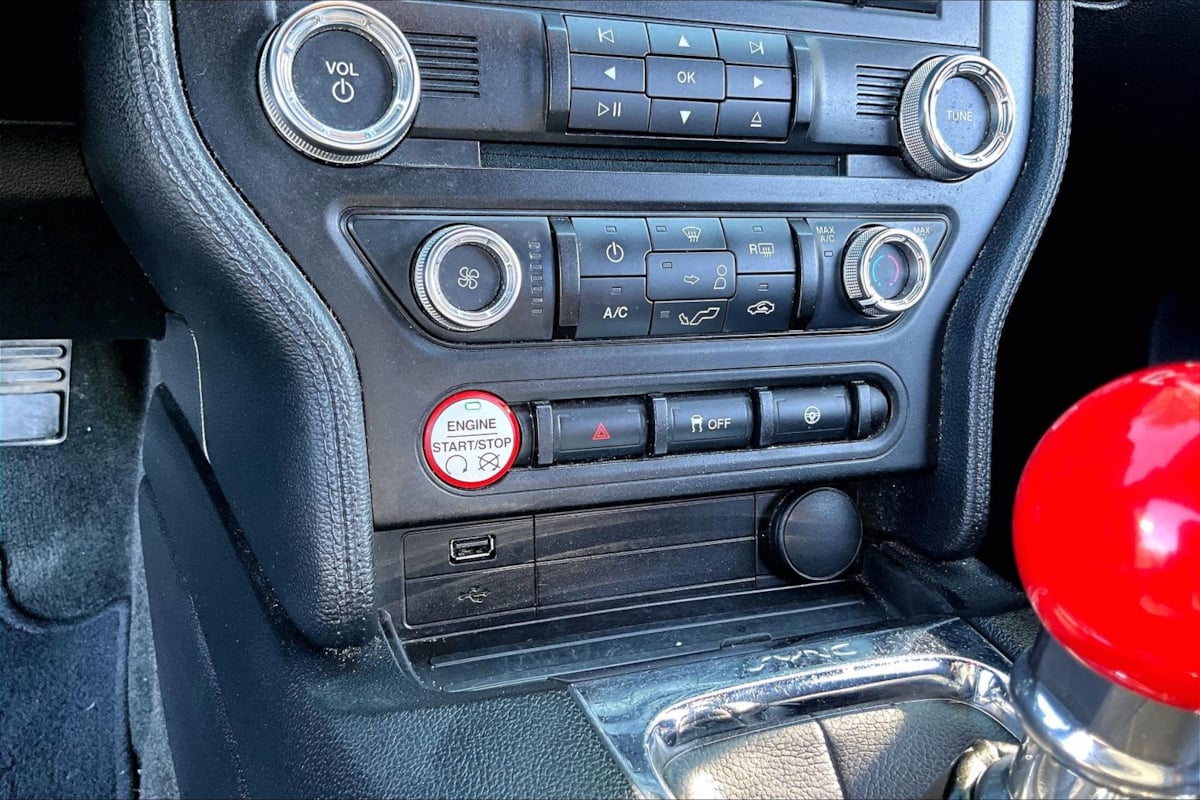 VOL
OK
TUNE
MAX
A/C
MAX
R
A/C
ENGINE
START/STOP
OFF
SYNC